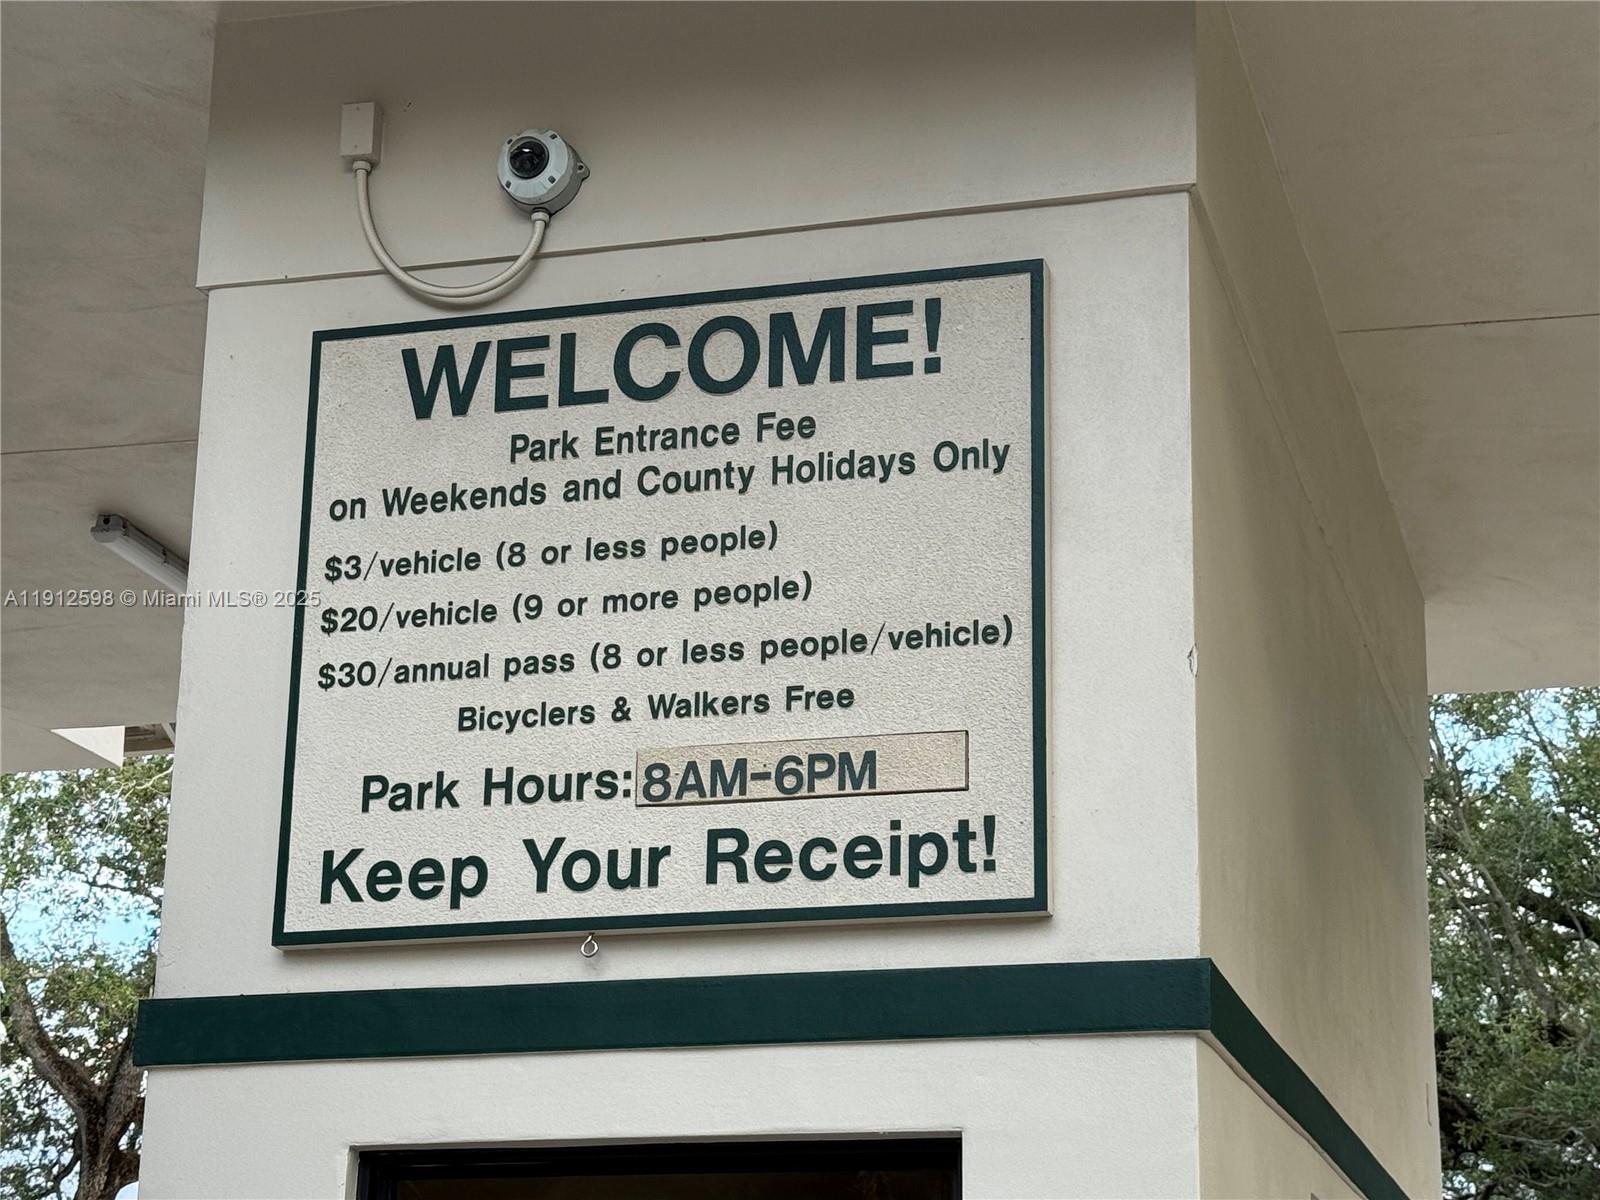 WELCOME!
Park Entrance Fee
on Weekends and County Holidays Only
$3/vehicle (8 or less people)
$20/vehicle (9 or more people)
$30/annual pass (8 or less people/vehicle)
Bicyclers & Walkers Free
Park Hours: 8AM-6PM
Keep Your Receipt!
A11912598 © Miami MLS® 2025